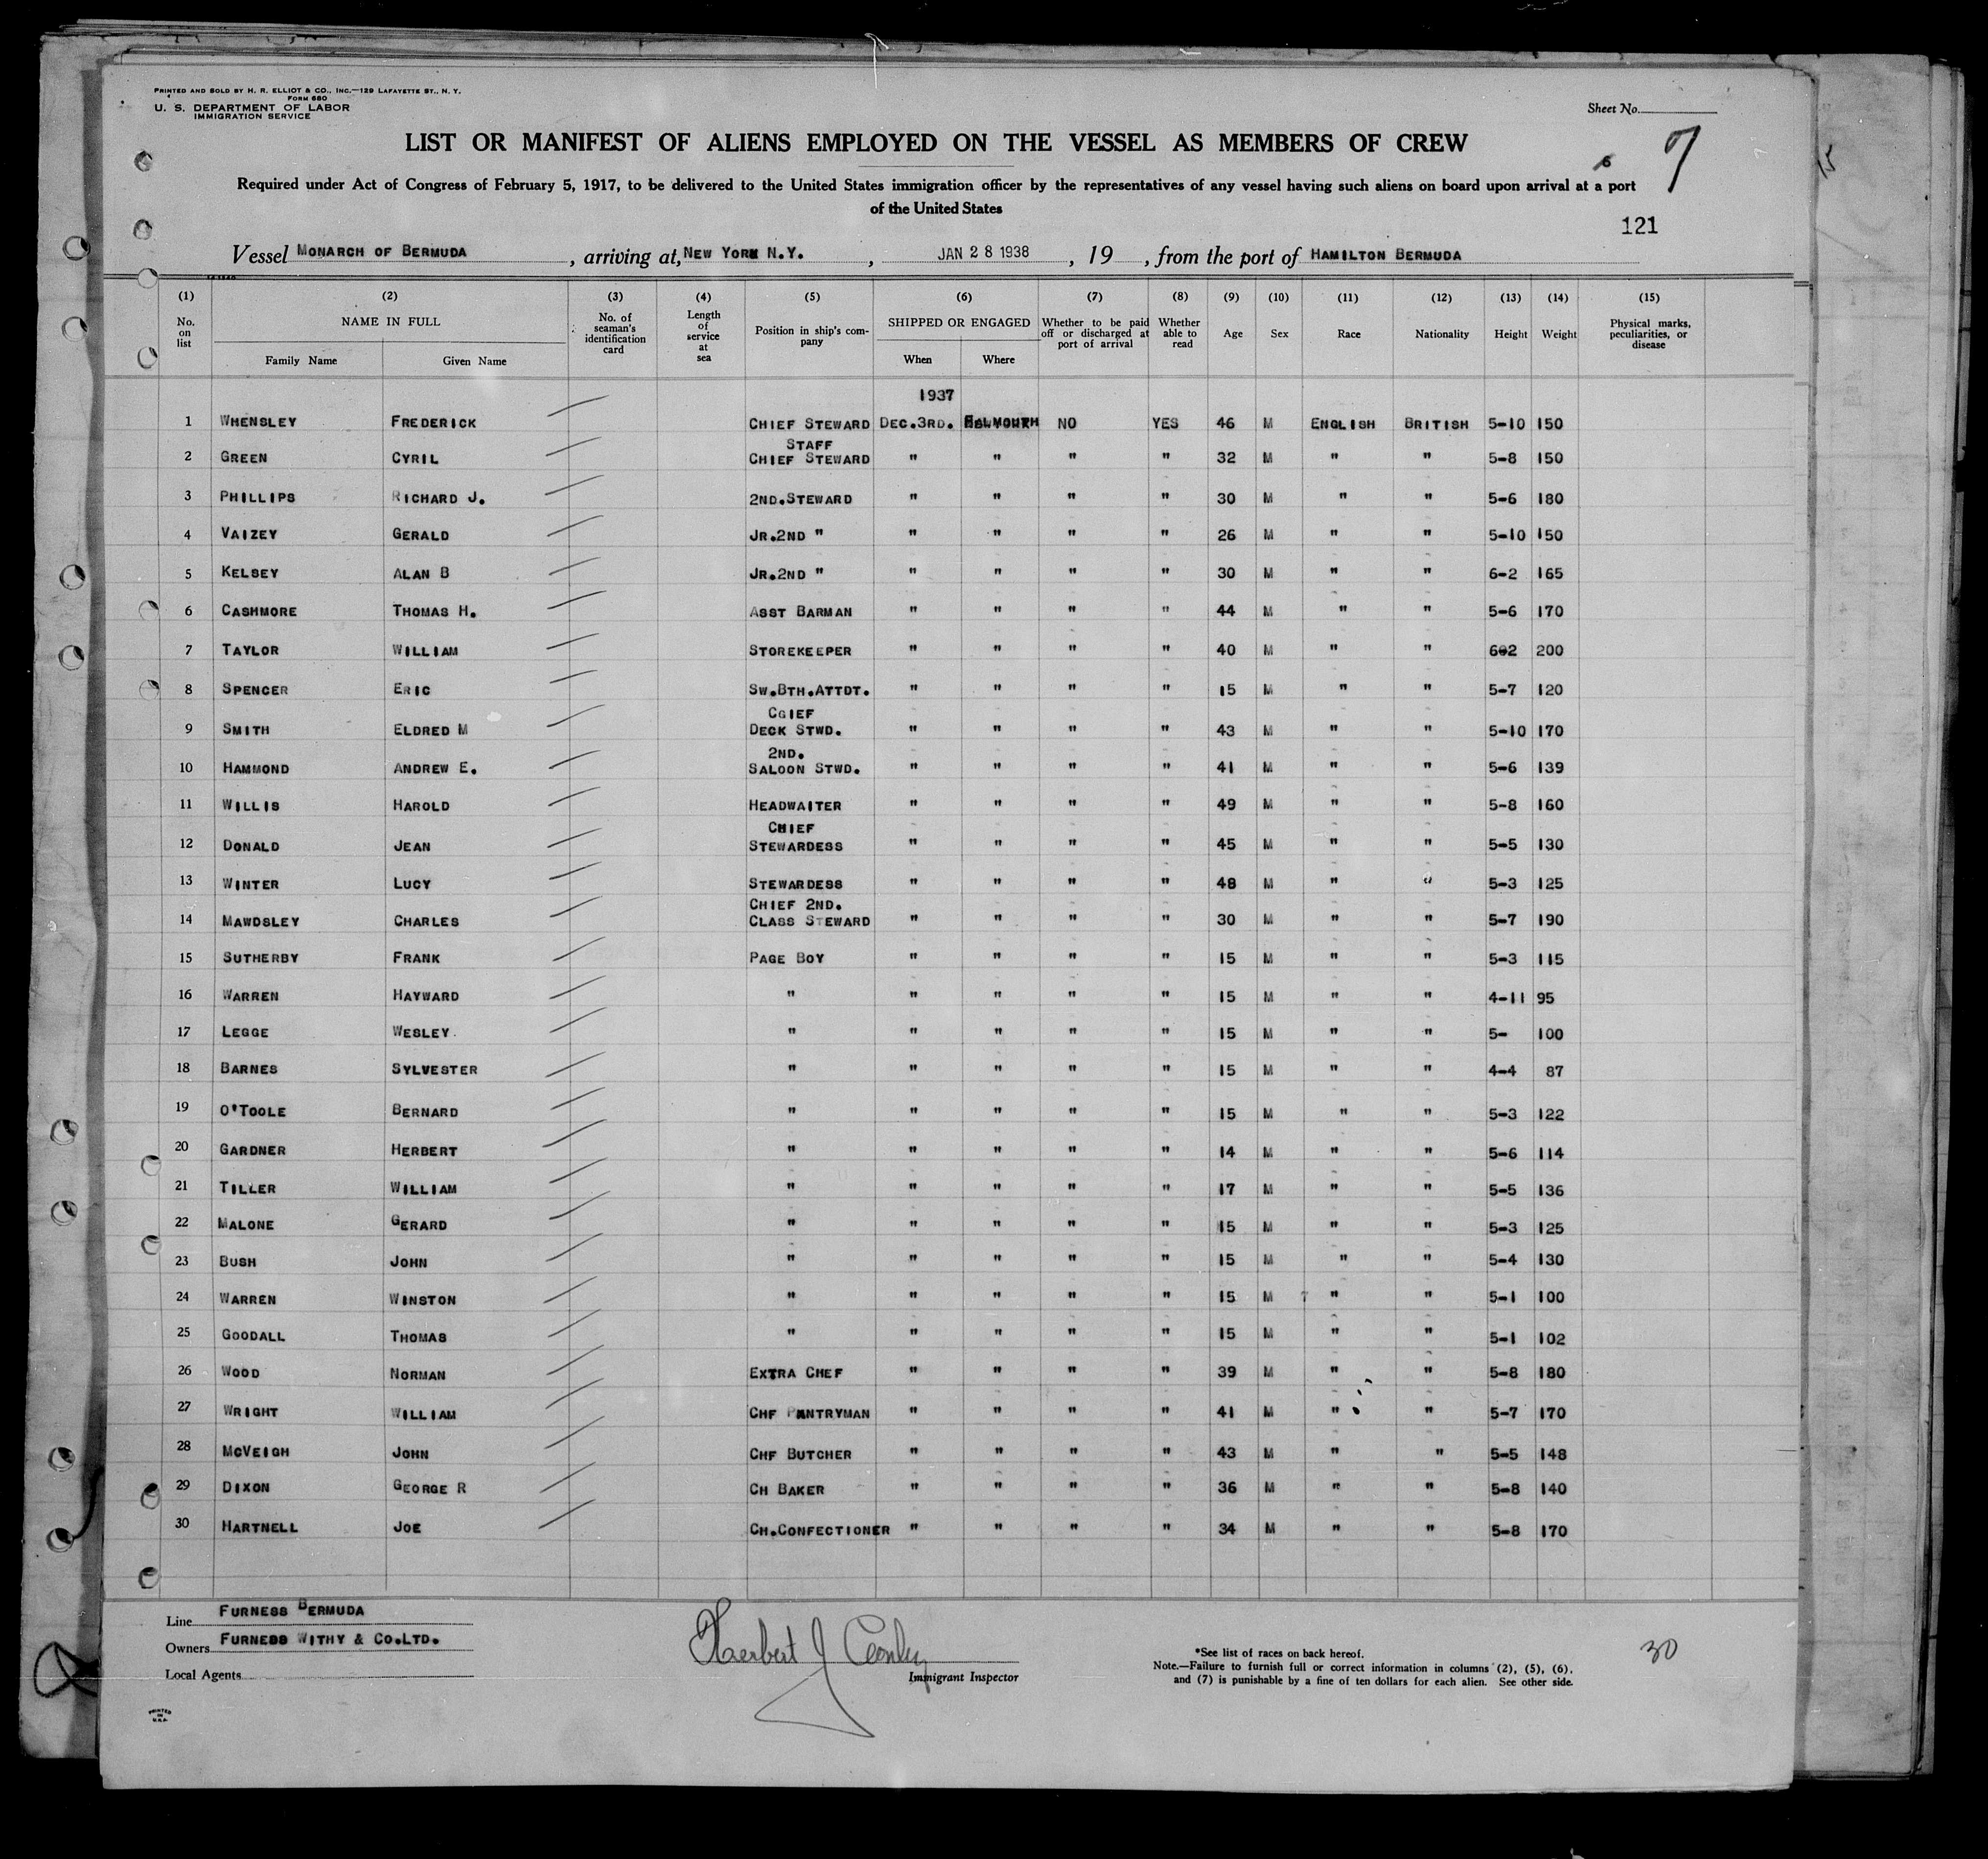 PRINTED AND SOLD BY H. R. ELLIOT & CO., INC.—129 LAFAYETTE ST., N. Y.
FORM 680
U. S. DEPARTMENT OF LABOR
IMMIGRATION SERVICE
Sheet No.
LIST OR MANIFEST OF ALIENS EMPLOYED ON THE VESSEL AS MEMBERS OF CREW
6 7
Required under Act of Congress of February 5, 1917, to be delivered to the United States immigration officer by the representatives of any vessel having such aliens on board upon arrival at a port
of the United States
121
Vessel MONARCH OF BERMUDA , arriving at, NEW YORK N.Y. , JAN 28 1938 , 19 , from the port of HAMILTON BERMUDA
(1) (2) (3) (4) (5) (6) (7) (8) (9) (10) (11) (12) (13) (14) (15)
No. on list NAME IN FULL Family Name Given Name No. of seaman's identification card Length of service at sea Position in ship's company SHIPPED OR ENGAGED When Where Whether to be paid off or discharged at port of arrival Whether able to read Age Sex Race Nationality Height Weight Physical marks, peculiarities, or disease
1937
1 WHENSLEY FREDERICK CHIEF STEWARD DEC.3RD. NO YES 46 M ENGLISH BRITISH 5-10 150
2 GREEN CYRIL STAFF CHIEF STEWARD " " " " 32 M " " 5-8 150
3 PHILLIPS RICHARD J. 2ND.STEWARD " " " " 30 M " " 5-6 180
4 VAIZEY GERALD JR.2ND " " " " " 26 M " " 5-10 150
5 KELSEY ALAN B JR.2ND " " " " " 30 M " " 6-2 165
6 CASHMORE THOMAS H. ASST BARMAN " " " " 44 M " " 5-6 170
7 TAYLOR WILLIAM STOREKEEPER " " " " 40 M " " 6-2 200
8 SPENCER ERIC SW.BTH.ATTDT. " " " " 15 M " " 5-7 120
9 SMITH ELDRED M CGIEF DECK STWD. " " " " 43 M " " 5-10 170
10 HAMMOND ANDREW E. 2ND. SALOON STWD. " " " " 41 M " " 5-6 139
11 WILLIS HAROLD HEADWAITER " " " " 49 M " " 5-8 160
12 DONALD JEAN CHIEF STEWARDESS " " " " 45 M " " 5-5 130
13 WINTER LUCY STEWARDESS " " " " 48 M " " 5-3 125
14 MAWDSLEY CHARLES CHIEF 2ND. CLASS STEWARD " " " " 30 M " " 5-7 190
15 SUTHERBY FRANK PAGE BOY " " " " 15 M " " 5-3 115
16 WARREN HAYWARD " " " " " 15 M " " 4-11 95
17 LEGGE WESLEY " " " " " 15 M " " 5- 100
18 BARNES SYLVESTER " " " " " 15 M " " 4-4 87
19 O'TOOLE BERNARD " " " " " 15 M " " 5-3 122
20 GARDNER HERBERT " " " " " 14 M " " 5-6 114
21 TILLER WILLIAM " " " " " 17 M " " 5-5 136
22 MALONE GERARD " " " " " 15 M " " 5-3 125
23 BUSH JOHN " " " " " 15 M " " 5-4 130
24 WARREN WINSTON " " " " " 15 M " " 5-1 100
25 GOODALL THOMAS " " " " " 15 M " " 5-1 102
26 WOOD NORMAN EXTRA CHEF " " " " 39 M " " 5-8 180
27 WRIGHT WILLIAM CHF PANTRYMAN " " " " 41 M " " 5-7 170
28 MCVEIGH JOHN CHF BUTCHER " " " " 43 M " " 5-5 148
29 DIXON GEORGE R CH BAKER " " " " 36 M " " 5-8 140
30 HARTNELL JOE CH.CONFECTIONER " " " " 34 M " " 5-8 170
Line FURNESS BERMUDA
Owners FURNESS WITHY & CO.LTD.
Local Agents
Herbert J
Immigrant Inspector
*See list of races on back hereof.
Note.—Failure to furnish full or correct information in columns (2), (5), (6),
and (7) is punishable by a fine of ten dollars for each alien. See other side.
30
PRINTED
IN
U.S.A.